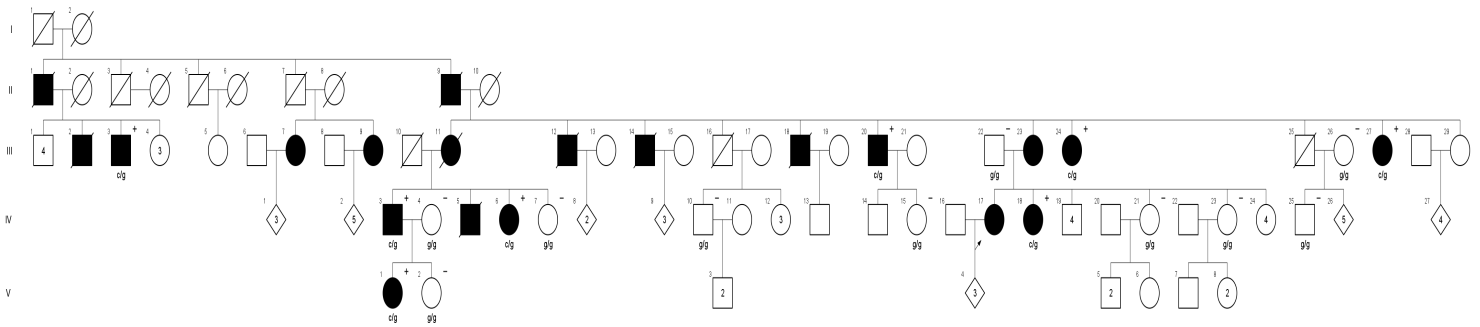 1 2
I
1 2 3 4 5 6 7 8 9 10
II
1 2 3 + 4 5 6 7 8 9 10 11 12 13 14 15 16 17 18 19 20 + 21 22 - 23 24 + 25 26 - 27 + 28 29
III 4 3
c/g c/g g/g c/g g/g c/g
1 2 3 + 4 - 5 6 + 7 - 8 9 10 - 11 12 13 14 15 - 16 17 18 + 19 20 21 - 22 23 - 24 25 - 26 27
IV 3 5 2 3 3 4 4 5 4
c/g g/g c/g g/g g/g g/g c/g g/g g/g g/g
1 + 2 - 3 4 5 6 7 8
V 2 3 2 2
c/g g/g